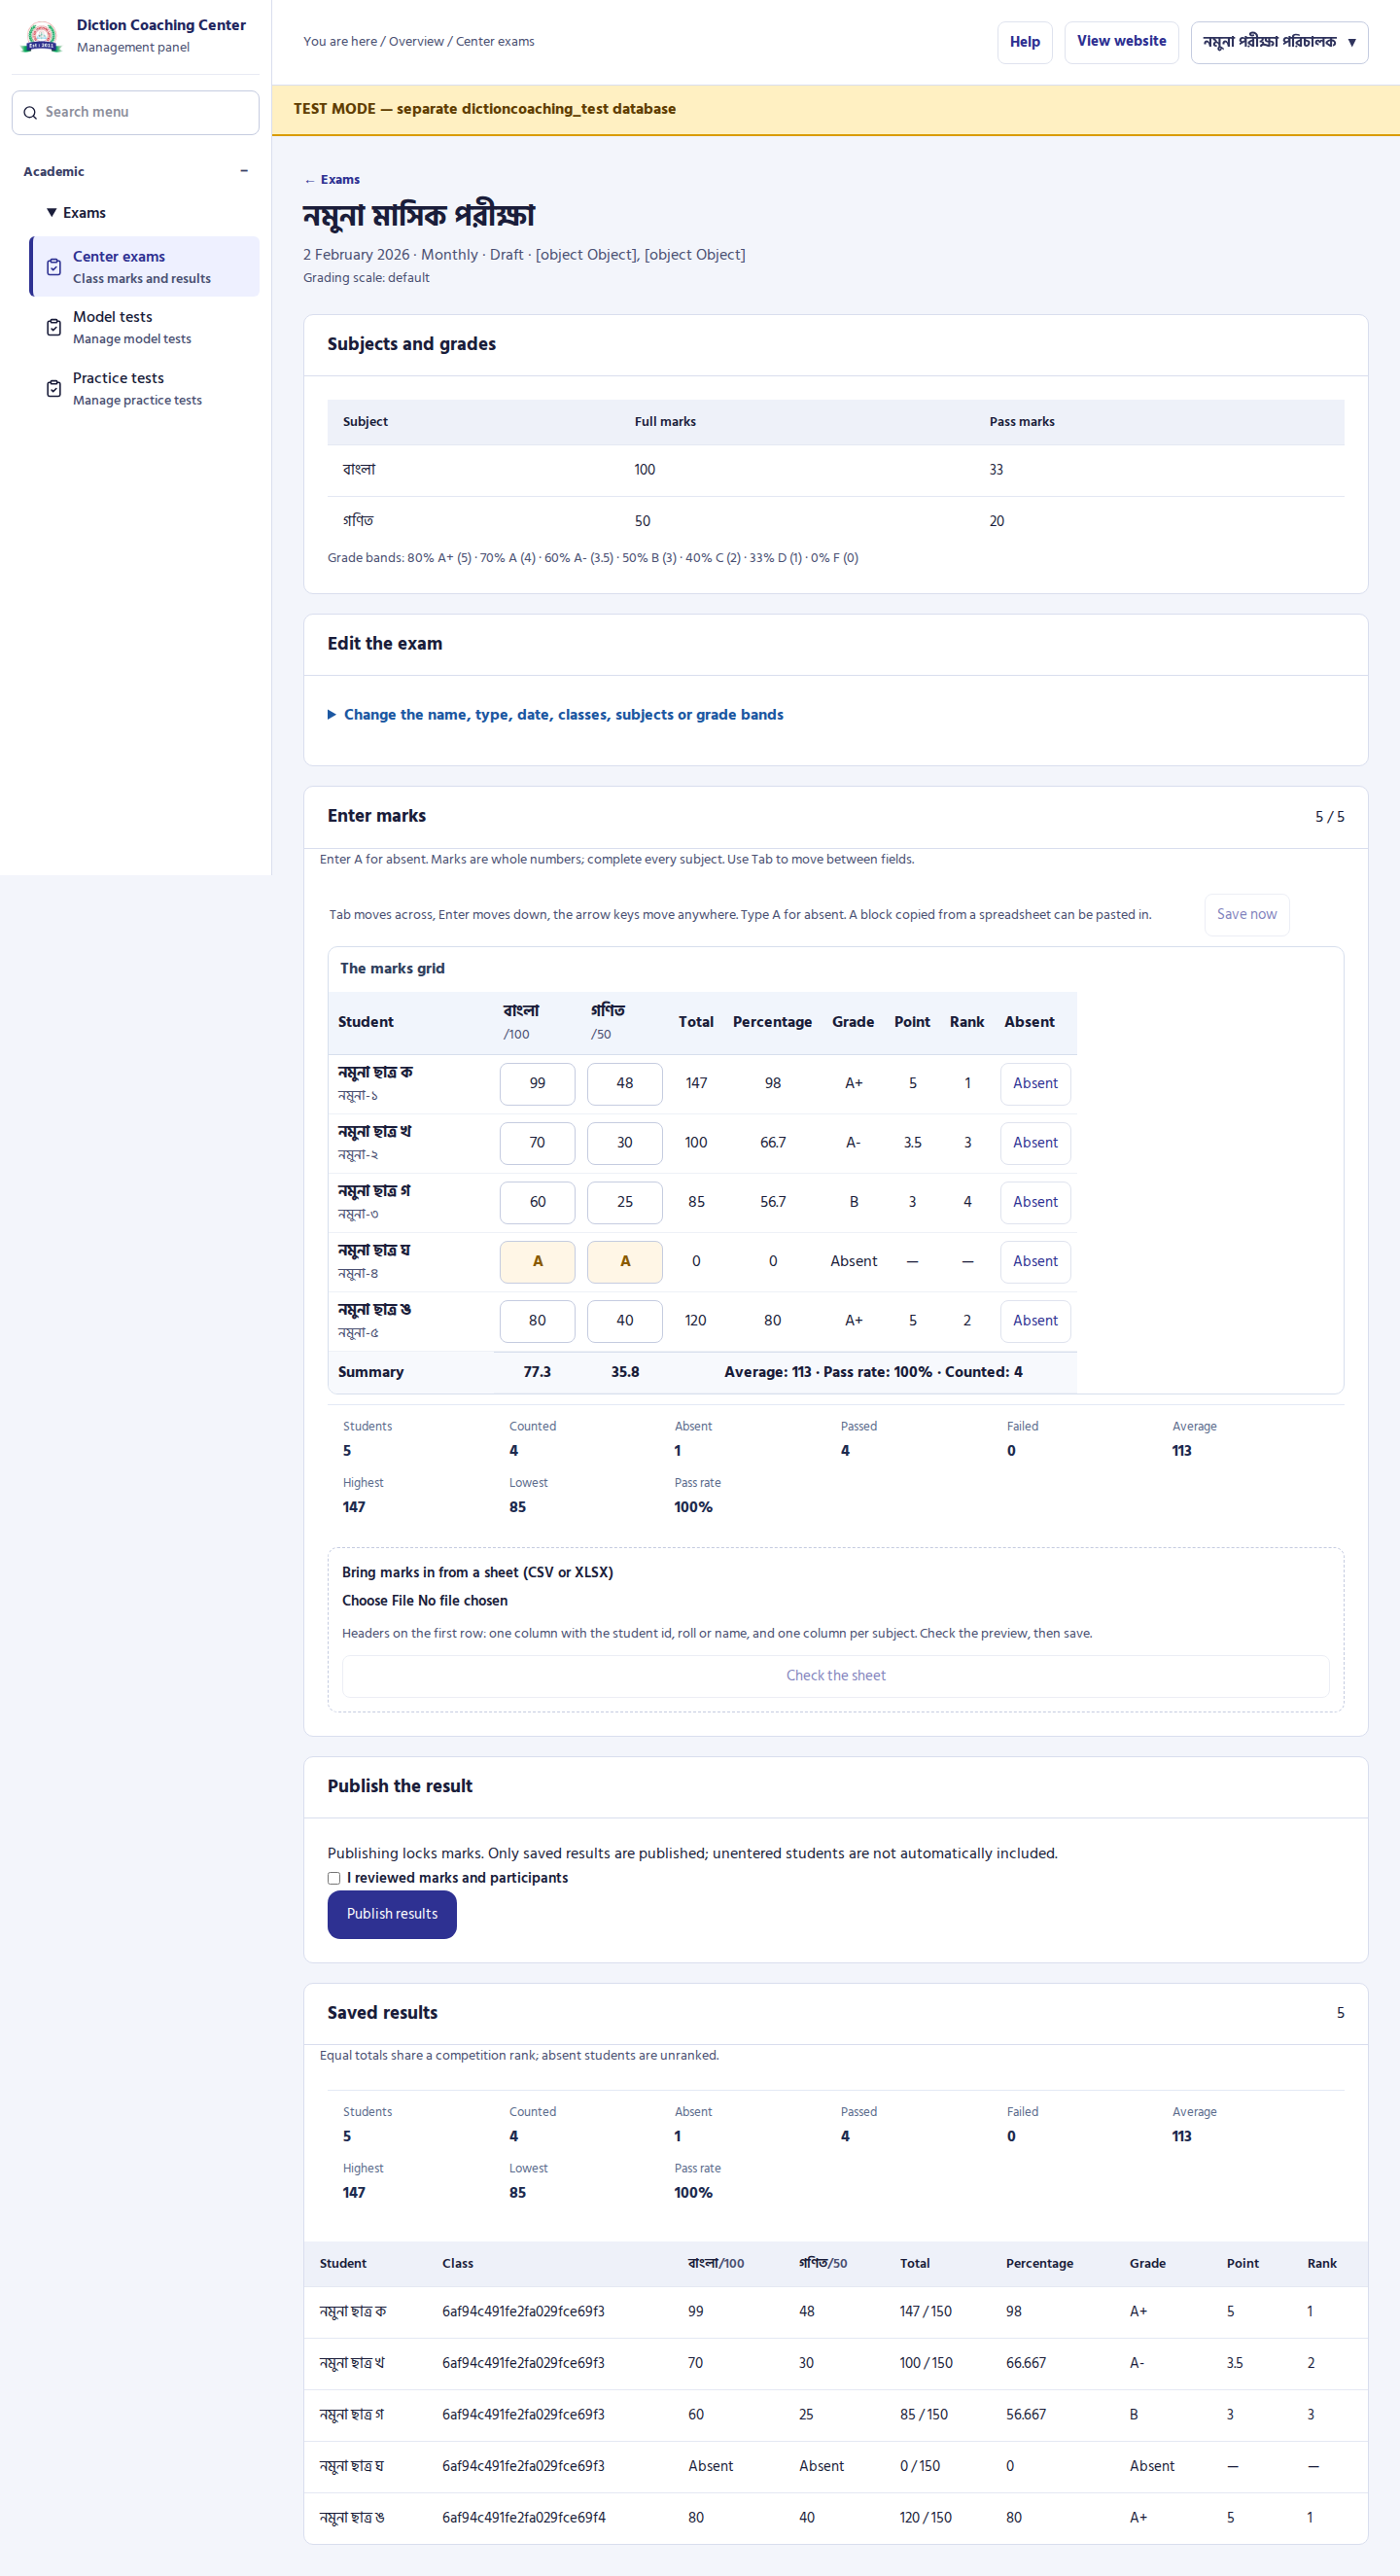 Diction Coaching Center
Management panel
Search menu
Academic −
▼ Exams
Center exams
Class marks and results
Model tests
Manage model tests
Practice tests
Manage practice tests
You are here / Overview / Center exams
Help
View website
নমুনা পরীক্ষা পরিচালক ▼
TEST MODE — separate dictioncoaching_test database
← Exams
নমুনা মাসিক পরীক্ষা
2 February 2026 · Monthly · Draft · [object Object], [object Object]
Grading scale: default
Subjects and grades
Subject Full marks Pass marks
বাংলা 100 33
গণিত 50 20
Grade bands: 80% A+ (5) · 70% A (4) · 60% A- (3.5) · 50% B (3) · 40% C (2) · 33% D (1) · 0% F (0)
Edit the exam
▶ Change the name, type, date, classes, subjects or grade bands
Enter marks 5 / 5
Enter A for absent. Marks are whole numbers; complete every subject. Use Tab to move between fields.
Tab moves across, Enter moves down, the arrow keys move anywhere. Type A for absent. A block copied from a spreadsheet can be pasted in. Save now
The marks grid
Student বাংলা /100 গণিত /50 Total Percentage Grade Point Rank Absent
নমুনা ছাত্র ক
নমুনা-১ 99 48 147 98 A+ 5 1 Absent
নমুনা ছাত্র খ
নমুনা-২ 70 30 100 66.7 A- 3.5 3 Absent
নমুনা ছাত্র গ
নমুনা-৩ 60 25 85 56.7 B 3 4 Absent
নমুনা ছাত্র ঘ
নমুনা-৪ A A 0 0 Absent — — Absent
নমুনা ছাত্র ঙ
নমুনা-৫ 80 40 120 80 A+ 5 2 Absent
Summary 77.3 35.8 Average: 113 · Pass rate: 100% · Counted: 4
Students Counted Absent Passed Failed Average
5 4 1 4 0 113
Highest Lowest Pass rate
147 85 100%
Bring marks in from a sheet (CSV or XLSX)
Choose File No file chosen
Headers on the first row: one column with the student id, roll or name, and one column per subject. Check the preview, then save.
Check the sheet
Publish the result
Publishing locks marks. Only saved results are published; unentered students are not automatically included.
I reviewed marks and participants
Publish results
Saved results 5
Equal totals share a competition rank; absent students are unranked.
Students Counted Absent Passed Failed Average
5 4 1 4 0 113
Highest Lowest Pass rate
147 85 100%
Student Class বাংলা/100 গণিত/50 Total Percentage Grade Point Rank
নমুনা ছাত্র ক 6af94c491fe2fa029fce69f3 99 48 147 / 150 98 A+ 5 1
নমুনা ছাত্র খ 6af94c491fe2fa029fce69f3 70 30 100 / 150 66.667 A- 3.5 2
নমুনা ছাত্র গ 6af94c491fe2fa029fce69f3 60 25 85 / 150 56.667 B 3 3
নমুনা ছাত্র ঘ 6af94c491fe2fa029fce69f3 Absent Absent 0 / 150 0 Absent — —
নমুনা ছাত্র ঙ 6af94c491fe2fa029fce69f4 80 40 120 / 150 80 A+ 5 1